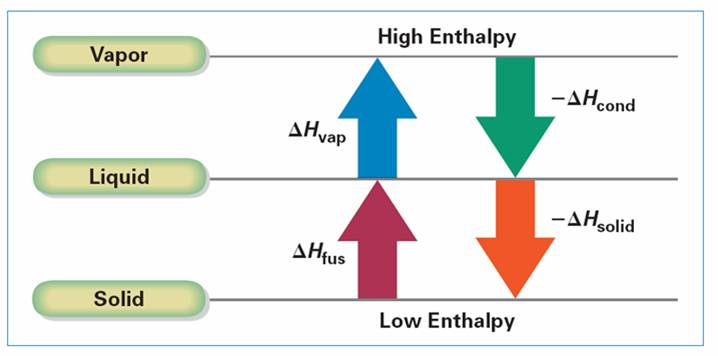 High Enthalpy
Vapor
−ΔHcond
ΔHvap
Liquid
−ΔHsolid
ΔHfus
Solid
Low Enthalpy